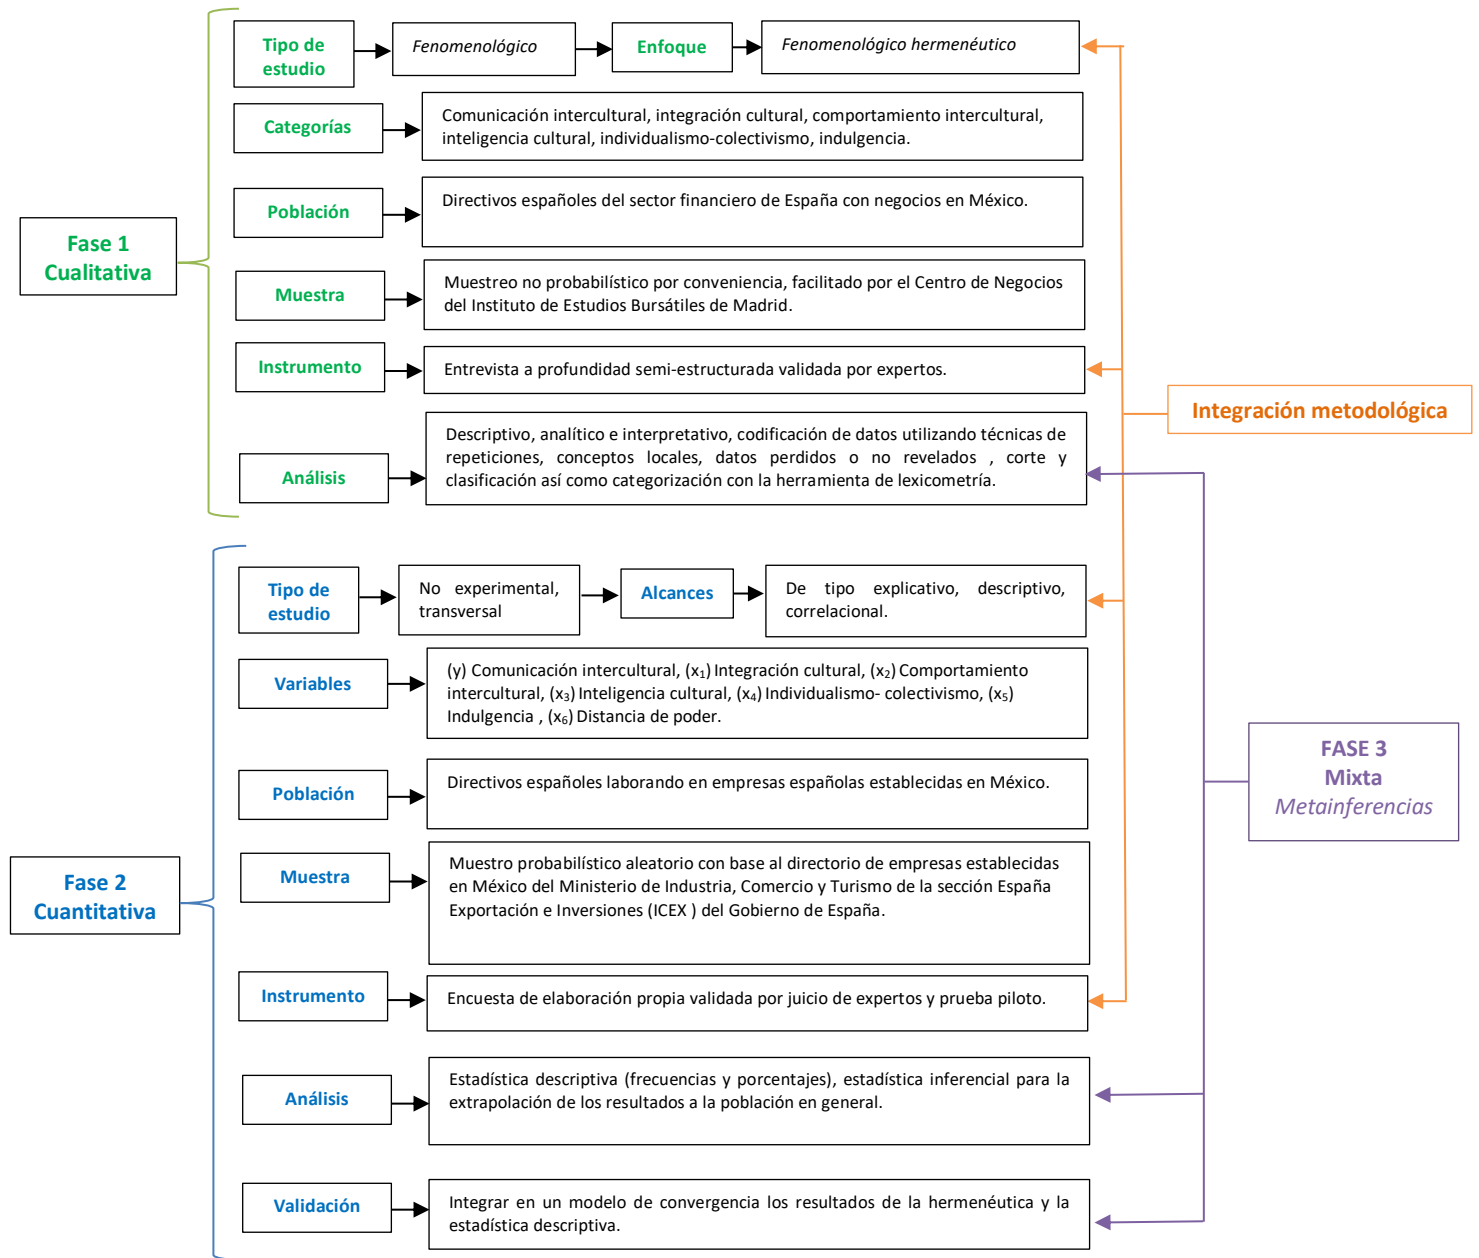 Tipo de
estudio
Fenomenológico
Enfoque
Fenomenológico hermenéutico
Categorías
Comunicación intercultural, integración cultural, comportamiento intercultural,
inteligencia cultural, individualismo-colectivismo, indulgencia.
Población
Directivos españoles del sector financiero de España con negocios en México.
Fase 1
Cualitativa
Muestra
Muestreo no probabilístico por conveniencia, facilitado por el Centro de Negocios
del Instituto de Estudios Bursátiles de Madrid.
Instrumento
Entrevista a profundidad semi-estructurada validada por expertos.
Integración metodológica
Análisis
Descriptivo, analítico e interpretativo, codificación de datos utilizando técnicas de
repeticiones, conceptos locales, datos perdidos o no revelados , corte y
clasificación así como categorización con la herramienta de lexicometría.
Tipo de
estudio
No experimental,
transversal
Alcances
De tipo explicativo, descriptivo,
correlacional.
Variables
(y) Comunicación intercultural, (x₁) Integración cultural, (x₂) Comportamiento
intercultural, (x₃) Inteligencia cultural, (x₄) Individualismo- colectivismo, (x₅)
Indulgencia , (x₆) Distancia de poder.
Población
Directivos españoles laborando en empresas españolas establecidas en México.
FASE 3
Mixta
Metainferencias
Fase 2
Cuantitativa
Muestra
Muestro probabilístico aleatorio con base al directorio de empresas establecidas
en México del Ministerio de Industria, Comercio y Turismo de la sección España
Exportación e Inversiones (ICEX ) del Gobierno de España.
Instrumento
Encuesta de elaboración propia validada por juicio de expertos y prueba piloto.
Análisis
Estadística descriptiva (frecuencias y porcentajes), estadística inferencial para la
extrapolación de los resultados a la población en general.
Validación
Integrar en un modelo de convergencia los resultados de la hermenéutica y la
estadística descriptiva.